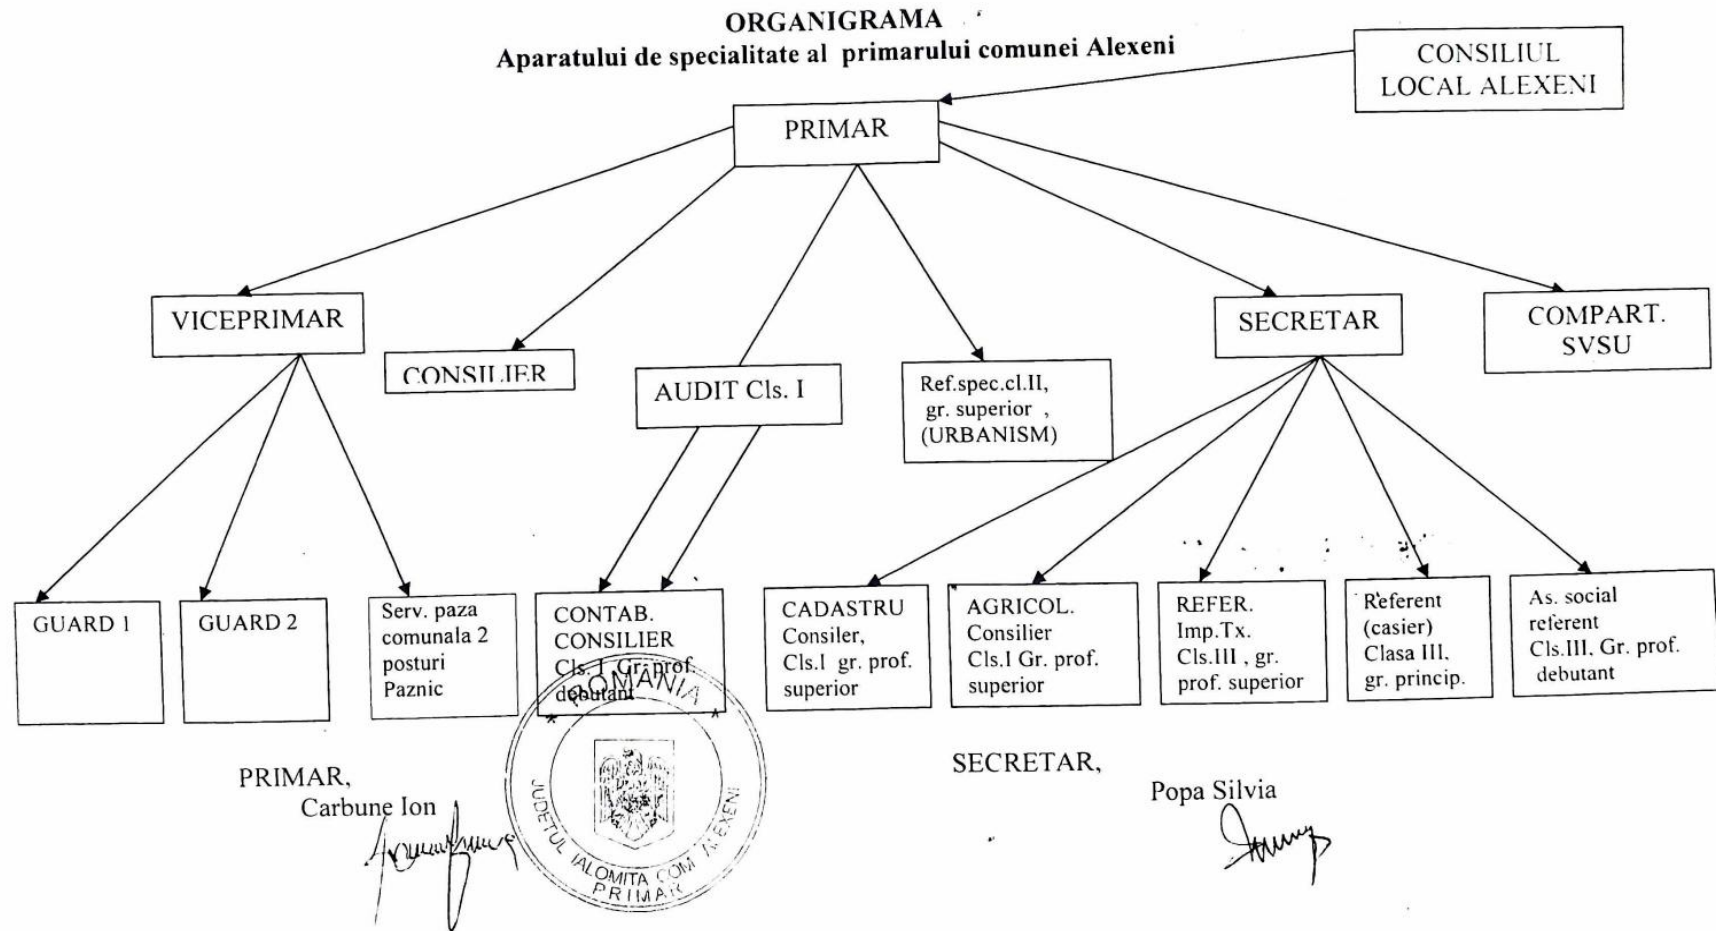 ORGANIGRAMA
Aparatului de specialitate al primarului comunei Alexeni
CONSILIUL
LOCAL ALEXENI
PRIMAR
VICEPRIMAR
CONSILIER
AUDIT Cls. I
Ref.spec.cl.II,
gr. superior ,
(URBANISM)
SECRETAR
COMPART.
SVSU
GUARD 1
GUARD 2
Serv. paza
comunala 2
posturi
Paznic
CONTAB.
CONSILIER
Cls. I Gr. prof
debutant
CADASTRU
Consiler,
Cls.I gr. prof.
superior
AGRICOL.
Consilier
Cls.I Gr. prof.
superior
REFER.
Imp.Tx.
Cls.III , gr.
prof. superior
Referent
(casier)
Clasa III,
gr. princip.
As. social
referent
Cls.III, Gr. prof.
debutant
PRIMAR,
Carbune Ion
* ROMANIA *
JUDETUL IALOMITA COM ALEXENI
PRIMAR
SECRETAR,
Popa Silvia